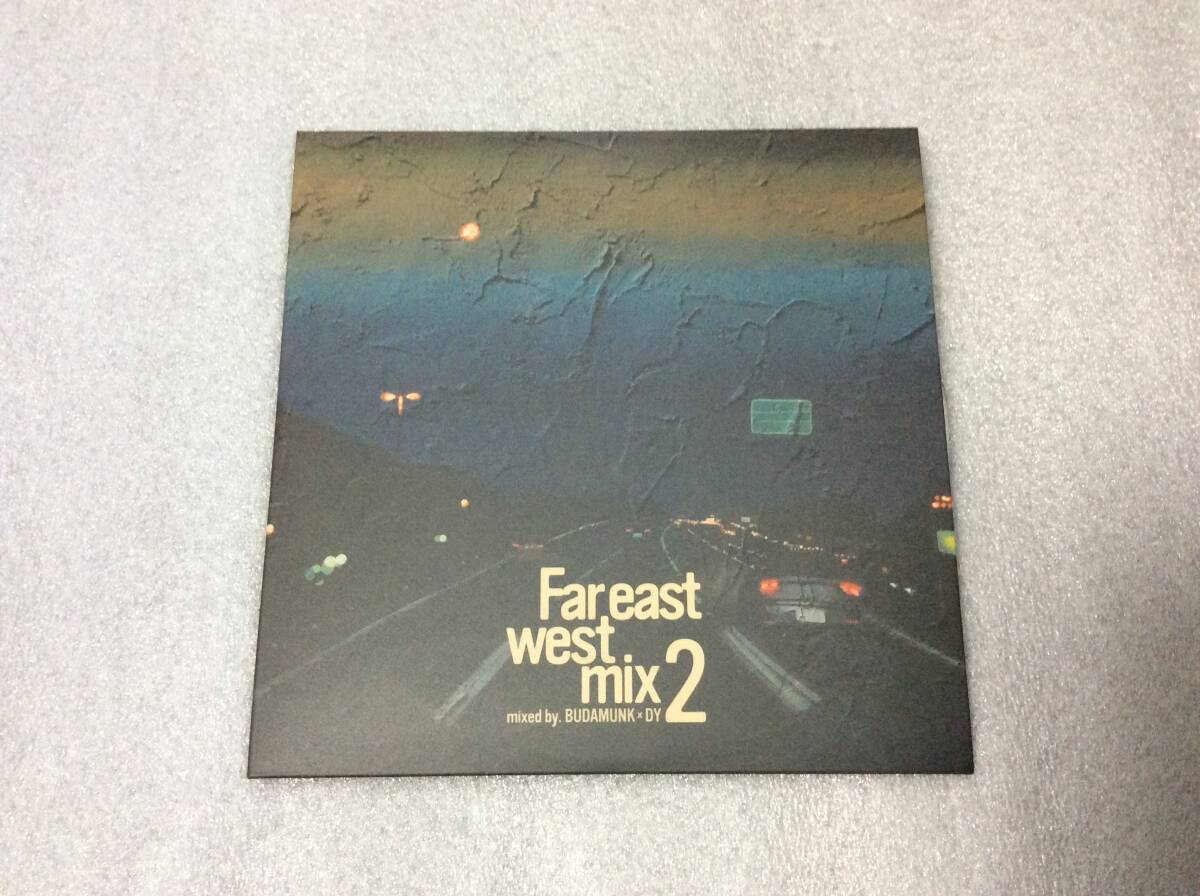 Far east
west
mix 2
mixed by. BUDAMUNK × DY